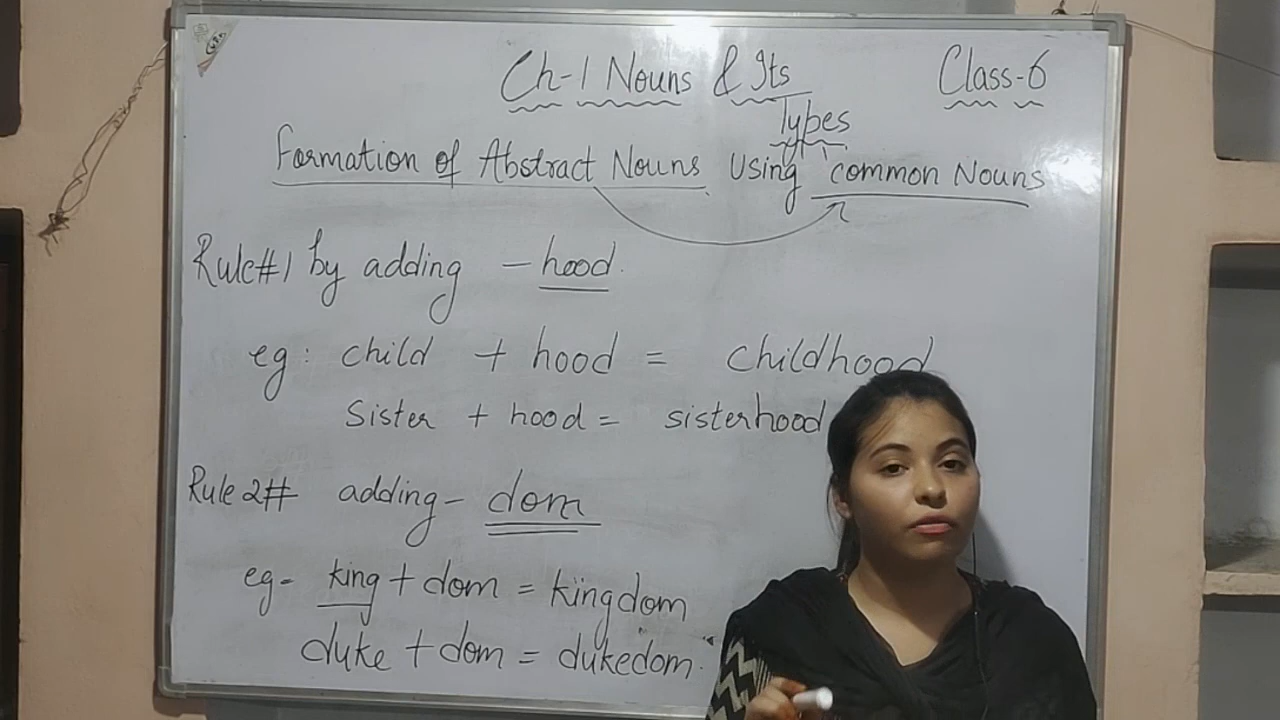 Ch-1 Nouns & Its Types Class-6
Formation of Abstract Nouns Using common Nouns
Rule#1 by adding - hood.
eg: child + hood = childhood
Sister + hood = sisterhood
Rule 2# adding- dom
eg- king + dom = kingdom
duke + dom = dukedom.